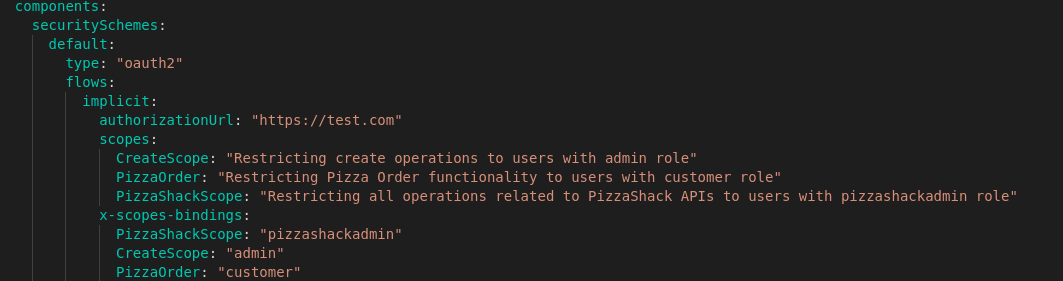 components:
securitySchemes:
default:
type: "oauth2"
flows:
implicit:
authorizationUrl: "https://test.com"
scopes:
CreateScope: "Restricting create operations to users with admin role"
PizzaOrder: "Restricting Pizza Order functionality to users with customer role"
PizzaShackScope: "Restricting all operations related to PizzaShack APIs to users with pizzashackadmin role"
x-scopes-bindings:
PizzaShackScope: "pizzashackadmin"
CreateScope: "admin"
PizzaOrder: "customer"